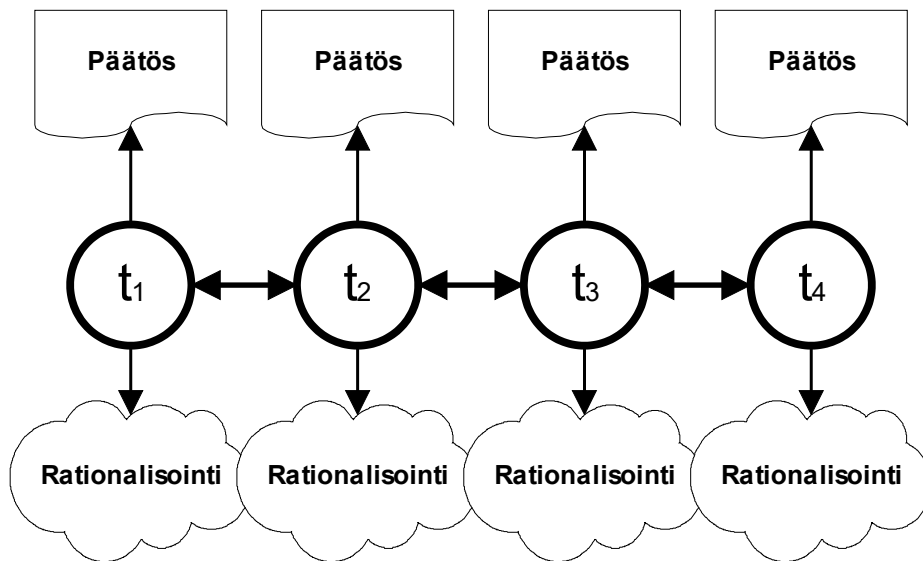 Päätös Päätös Päätös Päätös
t1 t2 t3 t4
Rationalisointi Rationalisointi Rationalisointi Rationalisointi